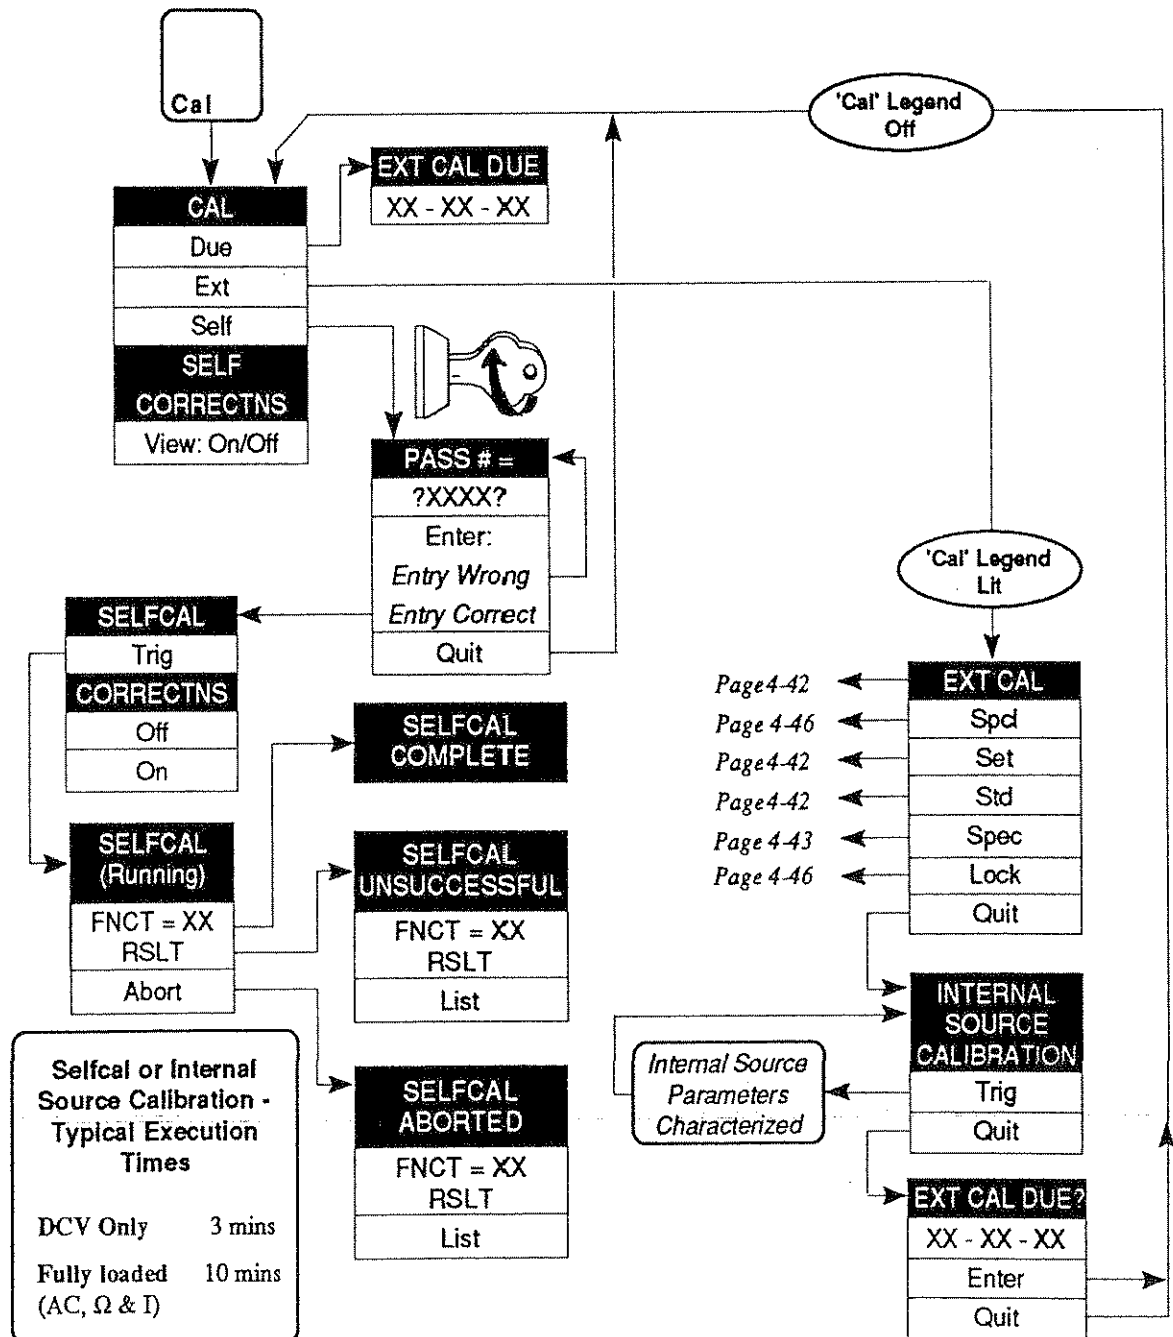 Cal
'Cal' Legend
Off
EXT CAL DUE
XX - XX - XX
CAL
Due
Ext
Self
SELF
CORRECTNS
View: On/Off
PASS # =
?XXXX?
Enter:
Entry Wrong
Entry Correct
Quit
'Cal' Legend
Lit
SELFCAL
Trig
CORRECTNS
Off
On
SELFCAL
COMPLETE
SELFCAL
(Running)
FNCT = XX
RSLT
Abort
SELFCAL
UNSUCCESSFUL
FNCT = XX
RSLT
List
SELFCAL
ABORTED
FNCT = XX
RSLT
List
Page 4-42 EXT CAL
Page 4-46 Spcl
Page 4-42 Set
Page 4-42 Std
Page 4-43 Spec
Page 4-46 Lock
Quit
INTERNAL
SOURCE
CALIBRATION
Trig
Quit
Internal Source
Parameters
Characterized
EXT CAL DUE?
XX - XX - XX
Enter
Quit
Selfcal or Internal
Source Calibration -
Typical Execution
Times
DCV Only 3 mins
Fully loaded 10 mins
(AC, Ω & I)